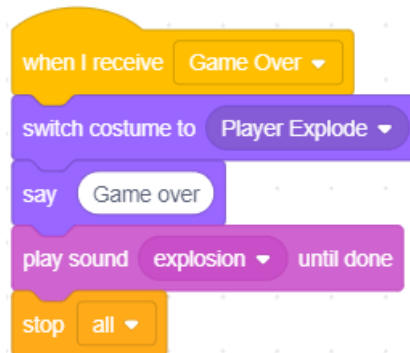 when I receive Game Over
switch costume to Player Explode
say Game over
play sound explosion until done
stop all